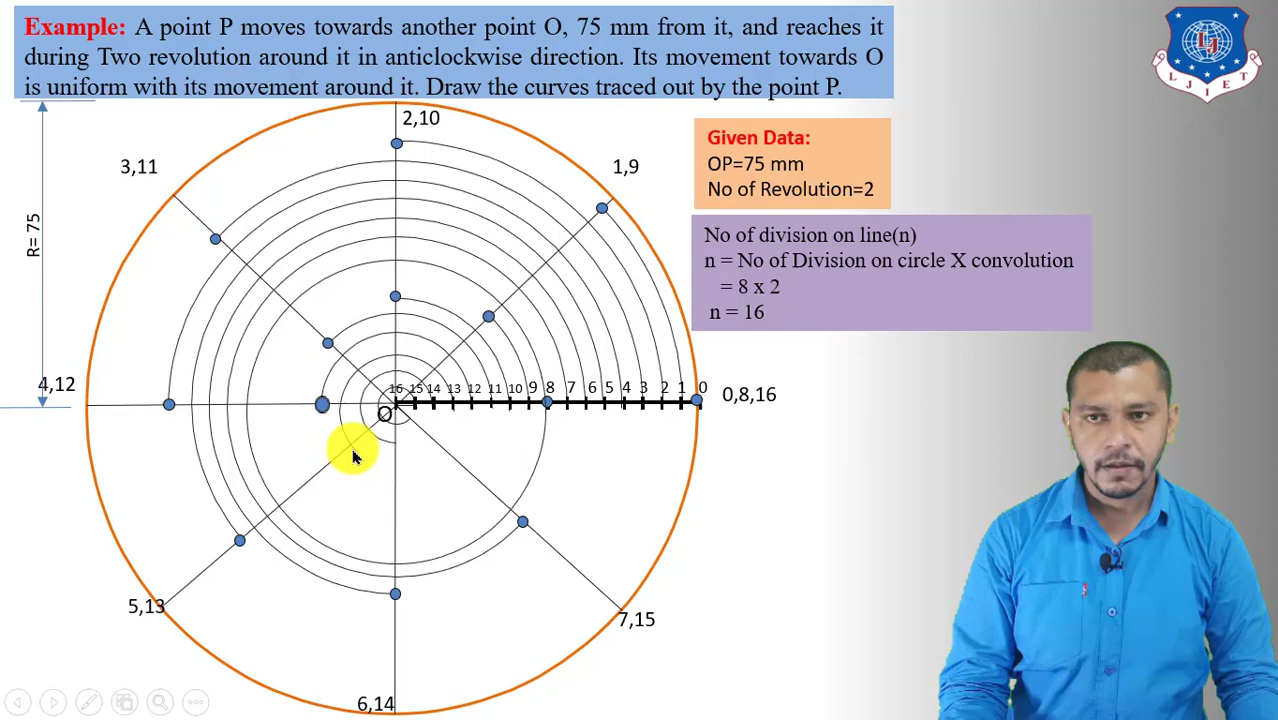 Example: A point P moves towards another point O, 75 mm from it, and reaches it
during Two revolution around it in anticlockwise direction. Its movement towards O
is uniform with its movement around it. Draw the curves traced out by the point P.
LJ
L J I E T
2,10
3,11
1,9
Given Data:
OP=75 mm
No of Revolution=2
R= 75
No of division on line(n)
n = No of Division on circle X convolution
= 8 x 2
n = 16
4,12
16 15 14 13 12 11 10 9 8 7 6 5 4 3 2 1 0
0,8,16
O
5,13
7,15
6,14